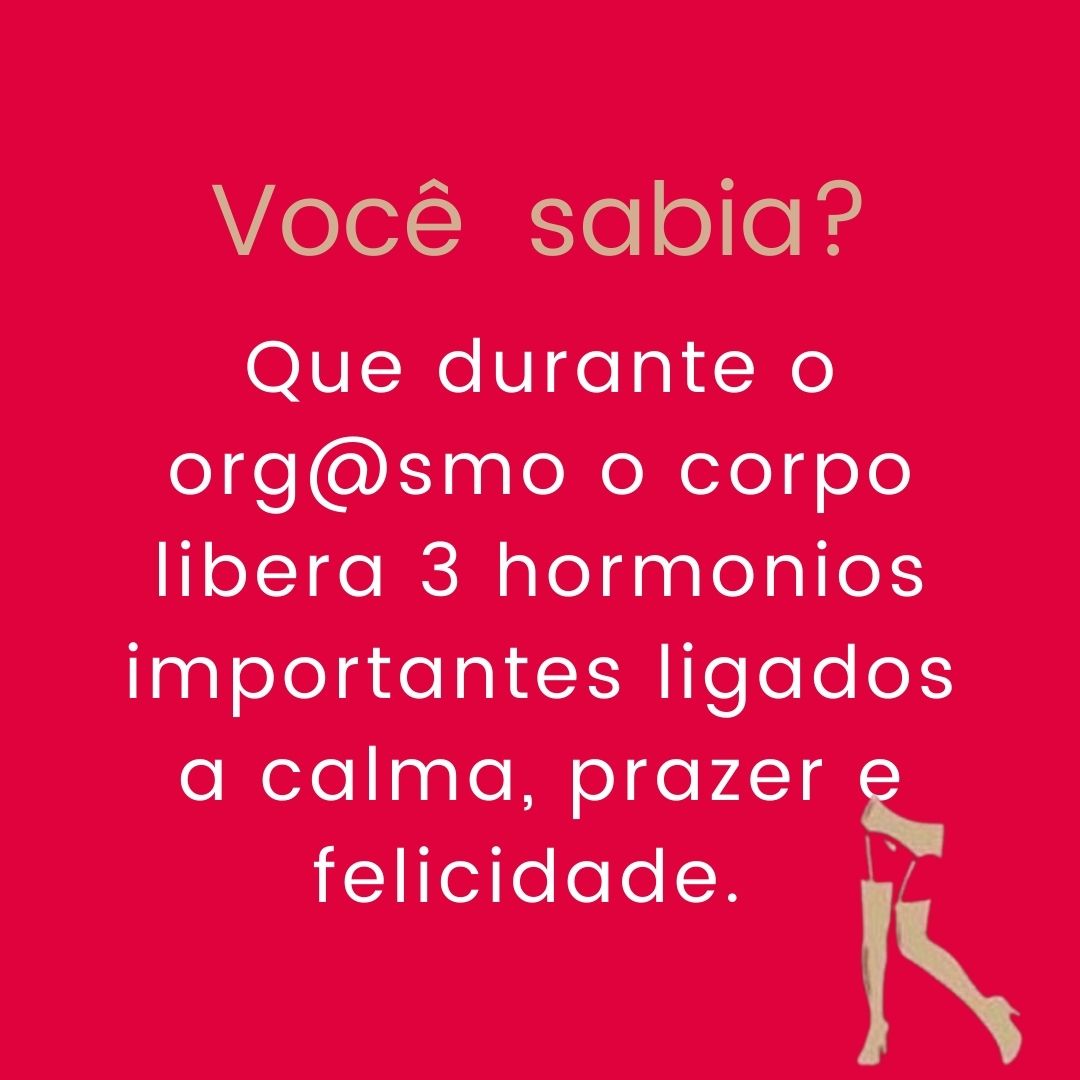 Você sabia?
Que durante o
org@smo o corpo
libera 3 hormonios
importantes ligados
a calma, prazer e
felicidade.